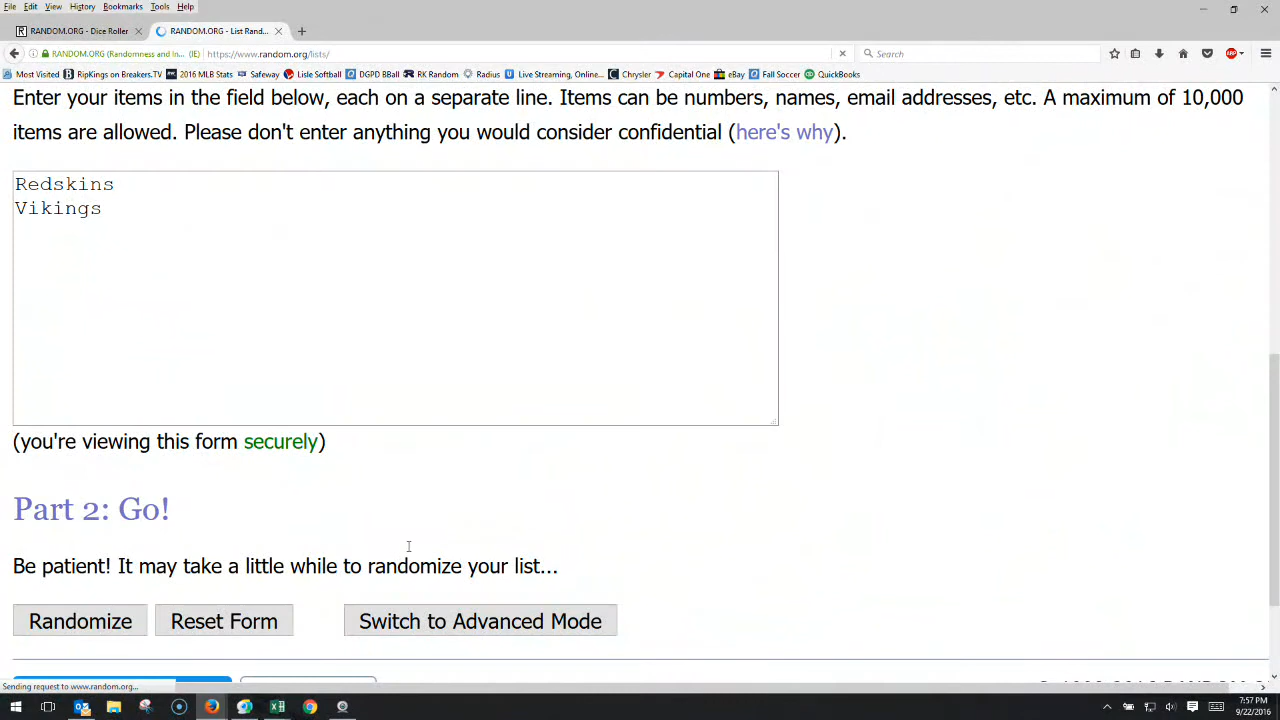 File Edit View History Bookmarks Tools Help
RANDOM.ORG - Dice Roller RANDOM.ORG - List Rand...
RANDOM.ORG (Randomness and In... (IE) https://www.random.org/lists/ Search
Most Visited RipKings on Breakers.TV 2016 MLB Stats Safeway Lisle Softball DGPD BBall RK Random Radius Live Streaming, Online... Chrysler Capital One eBay Fall Soccer QuickBooks
Enter your items in the field below, each on a separate line. Items can be numbers, names, email addresses, etc. A maximum of 10,000
items are allowed. Please don't enter anything you would consider confidential (here's why).
Redskins
Vikings
(you're viewing this form securely)
Part 2: Go!
Be patient! It may take a little while to randomize your list...
Randomize Reset Form Switch to Advanced Mode
Sending request to www.random.org...
7:57 PM
9/22/2016